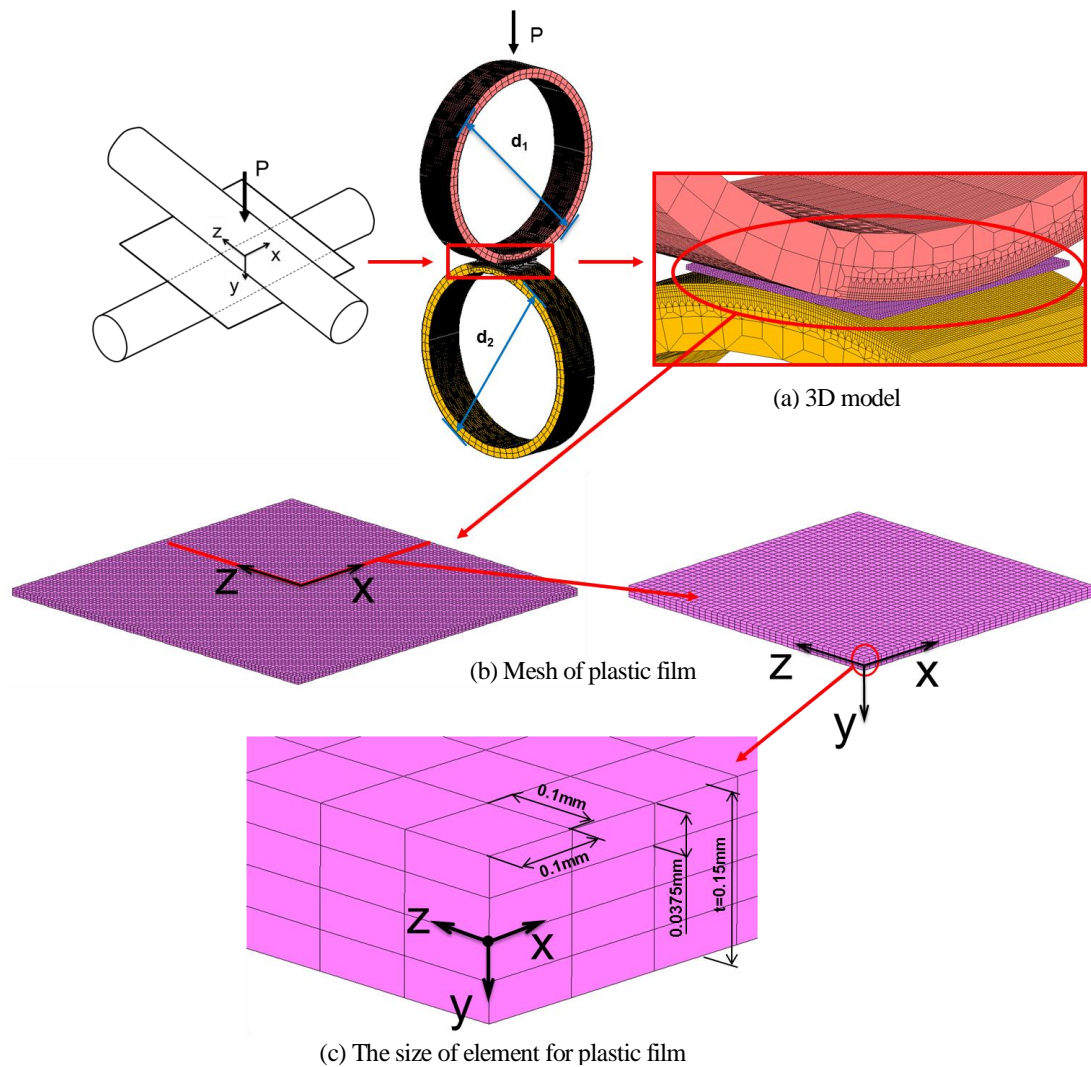 P
z
x
y
P
d1
d2
(a) 3D model
z
x
z
x
y
(b) Mesh of plastic film
0.1mm
0.1mm
0.0375mm
t=0.15mm
z
x
y
(c) The size of element for plastic film